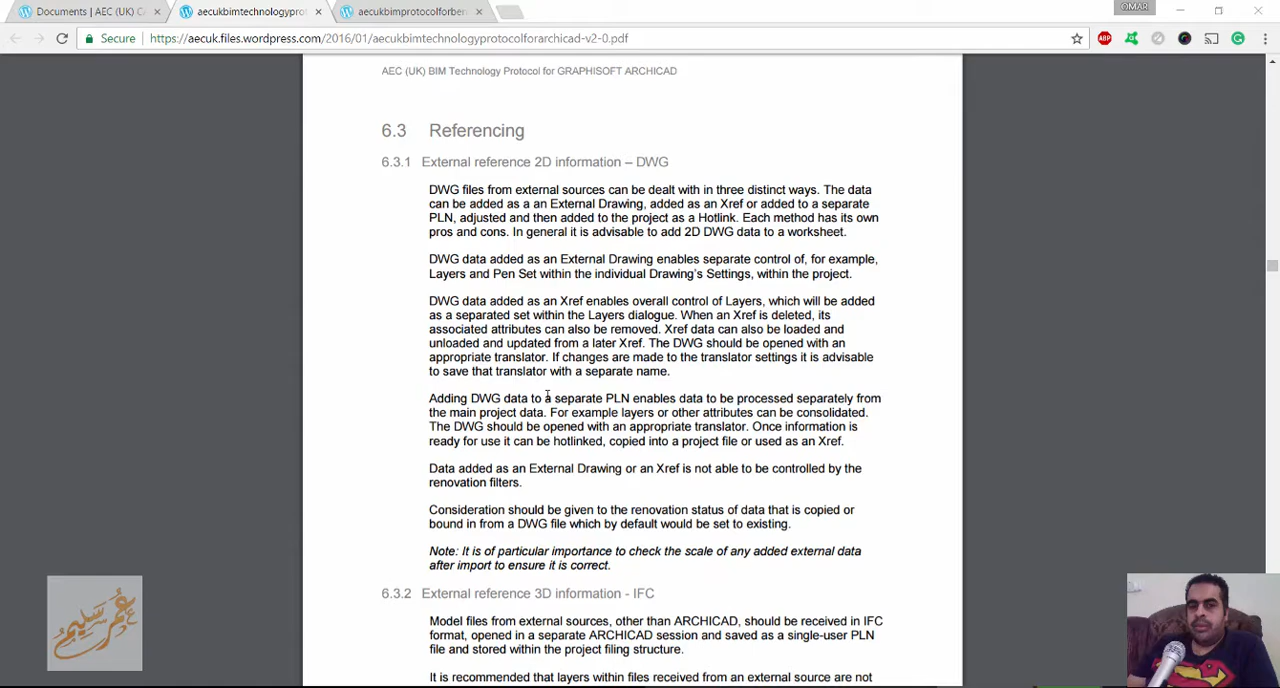 Documents | AEC (UK) C
aecukbimtechnologyprot
aecukbimprotocolforber
OMAR
Secure
https://aecuk.files.wordpress.com/2016/01/aecukbimtechnologyprotocolforarchicad-v2-0.pdf
ABP
AEC (UK) BIM Technology Protocol for GRAPHISOFT ARCHICAD
6.3 Referencing
6.3.1 External reference 2D information – DWG
DWG files from external sources can be dealt with in three distinct ways. The data
can be added as a an External Drawing, added as an Xref or added to a separate
PLN, adjusted and then added to the project as a Hotlink. Each method has its own
pros and cons. In general it is advisable to add 2D DWG data to a worksheet.
DWG data added as an External Drawing enables separate control of, for example,
Layers and Pen Set within the individual Drawing's Settings, within the project.
DWG data added as an Xref enables overall control of Layers, which will be added
as a separated set within the Layers dialogue. When an Xref is deleted, its
associated attributes can also be removed. Xref data can also be loaded and
unloaded and updated from a later Xref. The DWG should be opened with an
appropriate translator. If changes are made to the translator settings it is advisable
to save that translator with a separate name.
Adding DWG data to a separate PLN enables data to be processed separately from
the main project data. For example layers or other attributes can be consolidated.
The DWG should be opened with an appropriate translator. Once information is
ready for use it can be hotlinked, copied into a project file or used as an Xref.
Data added as an External Drawing or an Xref is not able to be controlled by the
renovation filters.
Consideration should be given to the renovation status of data that is copied or
bound in from a DWG file which by default would be set to existing.
Note: It is of particular importance to check the scale of any added external data
after import to ensure it is correct.
6.3.2 External reference 3D information - IFC
Model files from external sources, other than ARCHICAD, should be received in IFC
format, opened in a separate ARCHICAD session and saved as a single-user PLN
file and stored within the project filing structure.
It is recommended that layers within files received from an external source are not
عمر سليم